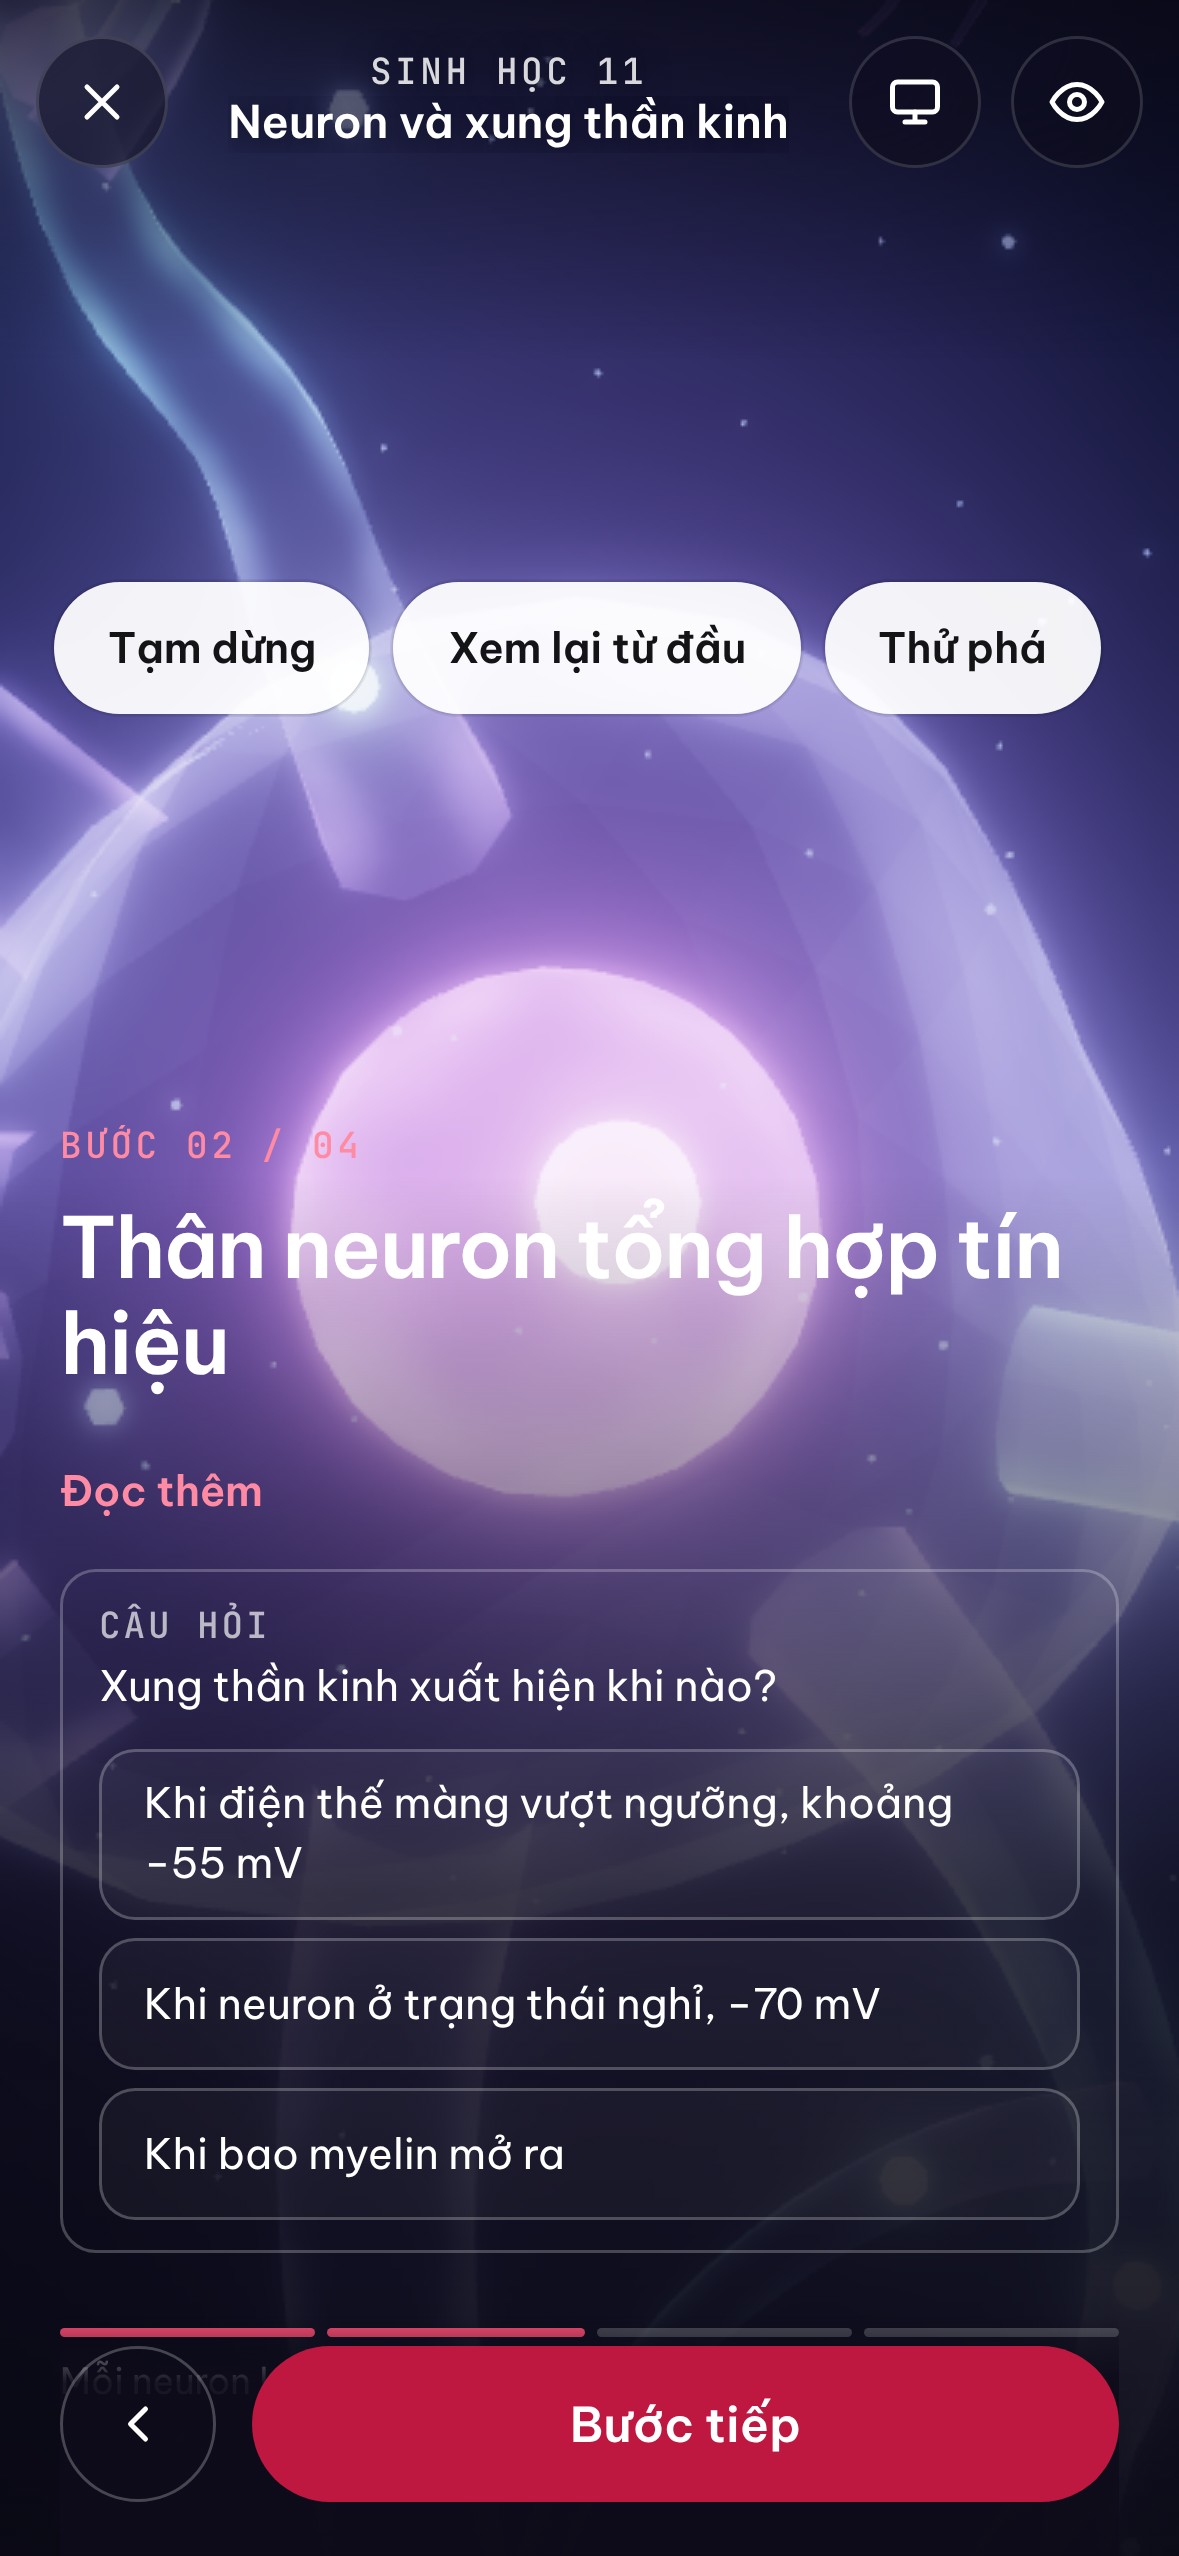 SINH HỌC 11
Neuron và xung thần kinh
Tạm dừng
Xem lại từ đầu
Thử phá
BƯỚC 02 / 04
Thân neuron tổng hợp tín
hiệu
Đọc thêm
CÂU HỎI
Xung thần kinh xuất hiện khi nào?
Khi điện thế màng vượt ngưỡng, khoảng
−55 mV
Khi neuron ở trạng thái nghỉ, −70 mV
Khi bao myelin mở ra
Mỗi neuron
Bước tiếp